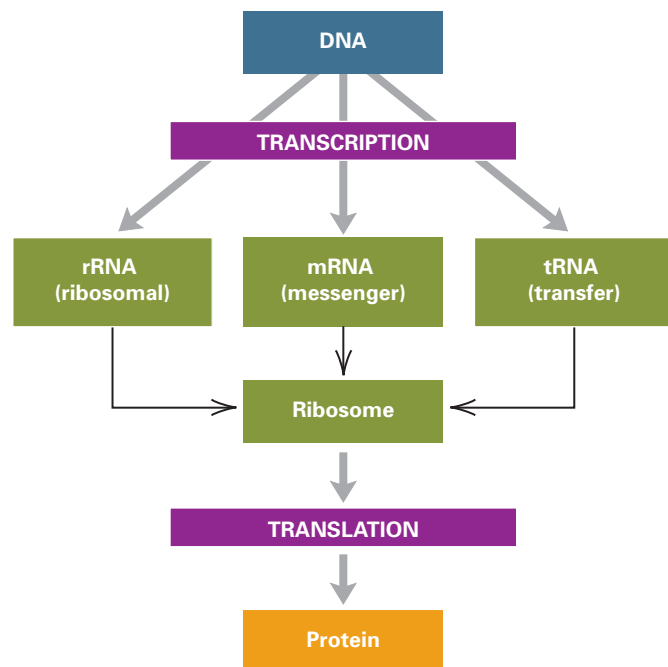 DNA
TRANSCRIPTION
rRNA
(ribosomal)
mRNA
(messenger)
tRNA
(transfer)
Ribosome
TRANSLATION
Protein